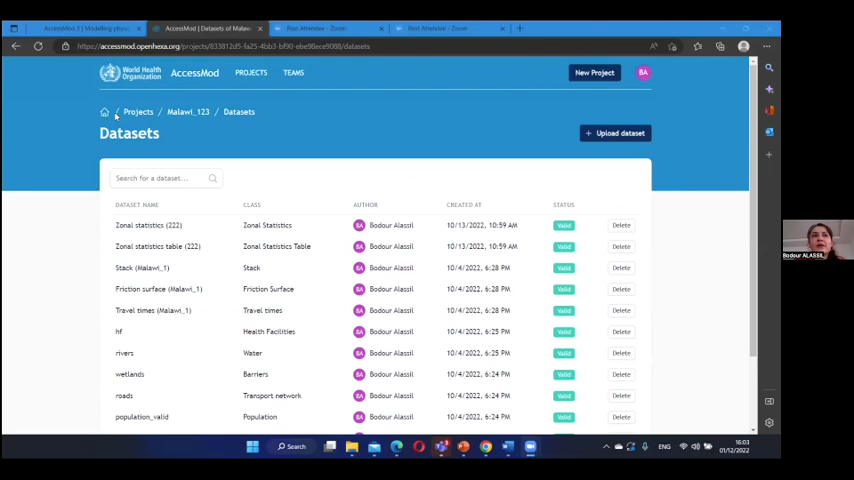 AccessMod 3 | Modelling physic
AccessMod | Datasets of Malawi
Post Attendee - Zoom
Post Attendee - Zoom
https://accessmod.openhexa.org/projects/
/datasets
World Health Organization
AccessMod PROJECTS TEAMS New Project BA
/ Projects / Malawi_123 / Datasets
Datasets
+ Upload dataset
Search for a dataset...
DATASET NAME CLASS AUTHOR CREATED AT STATUS
Zonal statistics (222) Zonal Statistics BA Bodour Alassil 10/13/2022, 10:59 AM Valid Delete
Zonal statistics table (222) Zonal Statistics Table BA Bodour Alassil 10/13/2022, 10:59 AM Valid Delete
Stack (Malawi_1) Stack BA Bodour Alassil 10/4/2022, 6:28 PM Valid Delete
Friction surface (Malawi_1) Friction Surface BA Bodour Alassil 10/4/2022, 6:28 PM Valid Delete
Travel times (Malawi_1) Travel times BA Bodour Alassil 10/4/2022, 6:28 PM Valid Delete
hf Health Facilities BA Bodour Alassil 10/4/2022, 6:25 PM Valid Delete
rivers Water BA Bodour Alassil 10/4/2022, 6:25 PM Valid Delete
wetlands Barriers BA Bodour Alassil 10/4/2022, 6:24 PM Valid Delete
roads Transport network BA Bodour Alassil 10/4/2022, 6:24 PM Valid Delete
population_valid Population BA Bodour Alassil 10/4/2022, 6:24 PM Valid Delete
Bodour ALASSIL
Search
ENG
16:03
01/12/2022